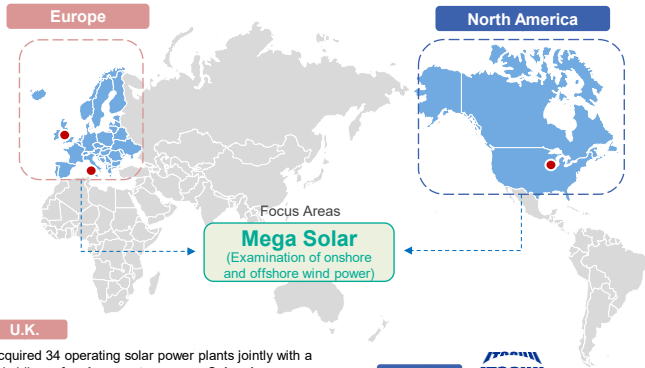 Europe
North America
Focus Areas
Mega Solar
(Examination of onshore
and offshore wind power)
U.K.
cquired 34 operating solar power plants jointly with a